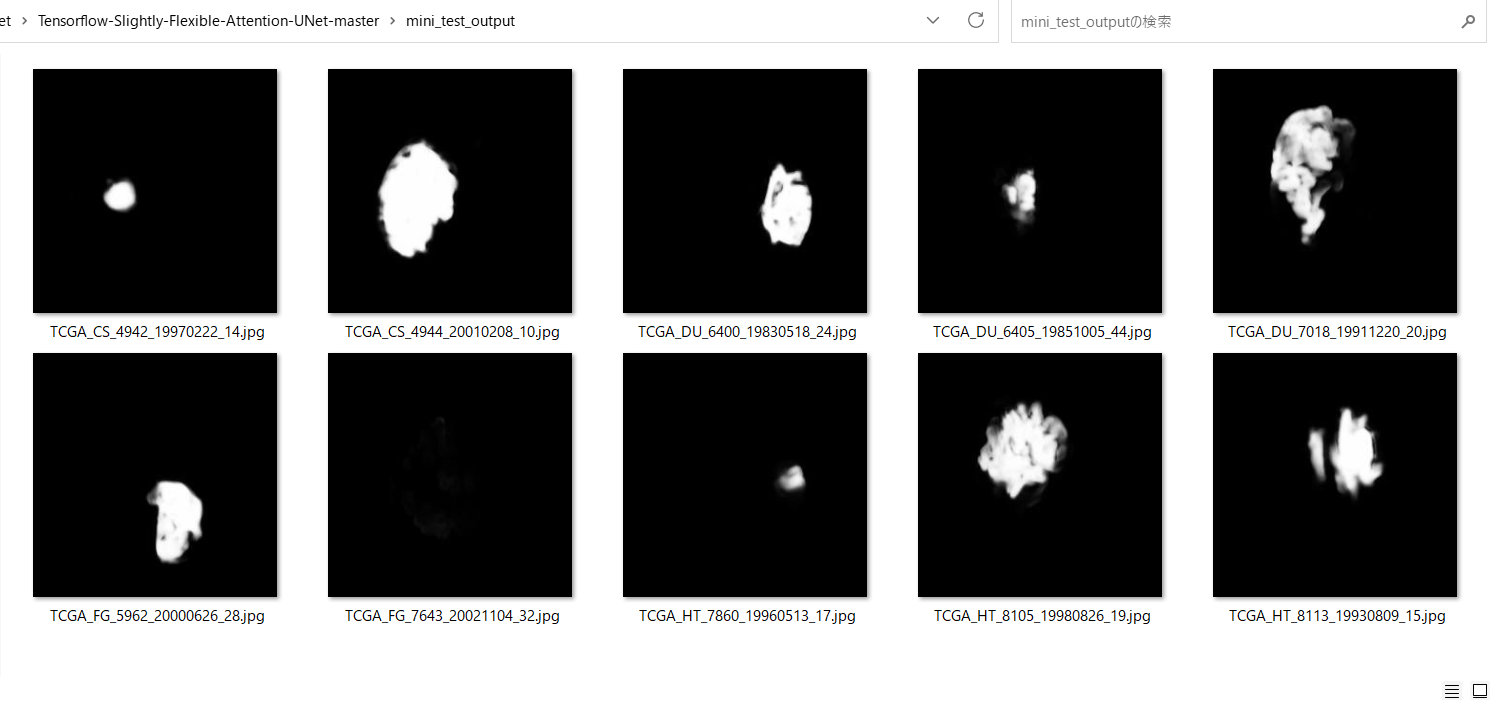 et > Tensorflow-Slightly-Flexible-Attention-UNet-master > mini_test_output
mini_test_outputの検索
TCGA_CS_4942_19970222_14.jpg
TCGA_CS_4944_20010208_10.jpg
TCGA_DU_6400_19830518_24.jpg
TCGA_DU_6405_19851005_44.jpg
TCGA_DU_7018_19911220_20.jpg
TCGA_FG_5962_20000626_28.jpg
TCGA_FG_7643_20021104_32.jpg
TCGA_HT_7860_19960513_17.jpg
TCGA_HT_8105_19980826_19.jpg
TCGA_HT_8113_19930809_15.jpg